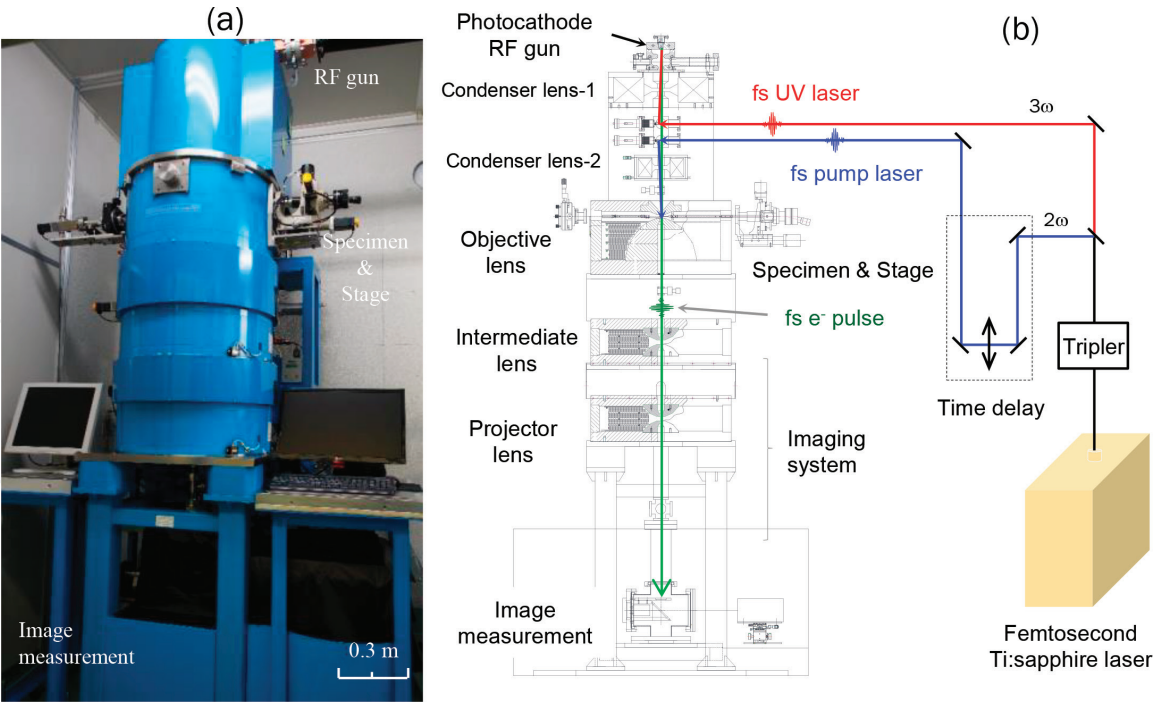 (a)
RF gun
Specimen
&
Stage
Image
measurement
0.3 m
(b)
Photocathode
RF gun
Condenser lens-1
fs UV laser
3ω
Condenser lens-2
fs pump laser
2ω
Objective
lens
Specimen & Stage
fs e- pulse
Intermediate
lens
Tripler
Time delay
Projector
lens
Imaging
system
Image
measurement
Femtosecond
Ti:sapphire laser